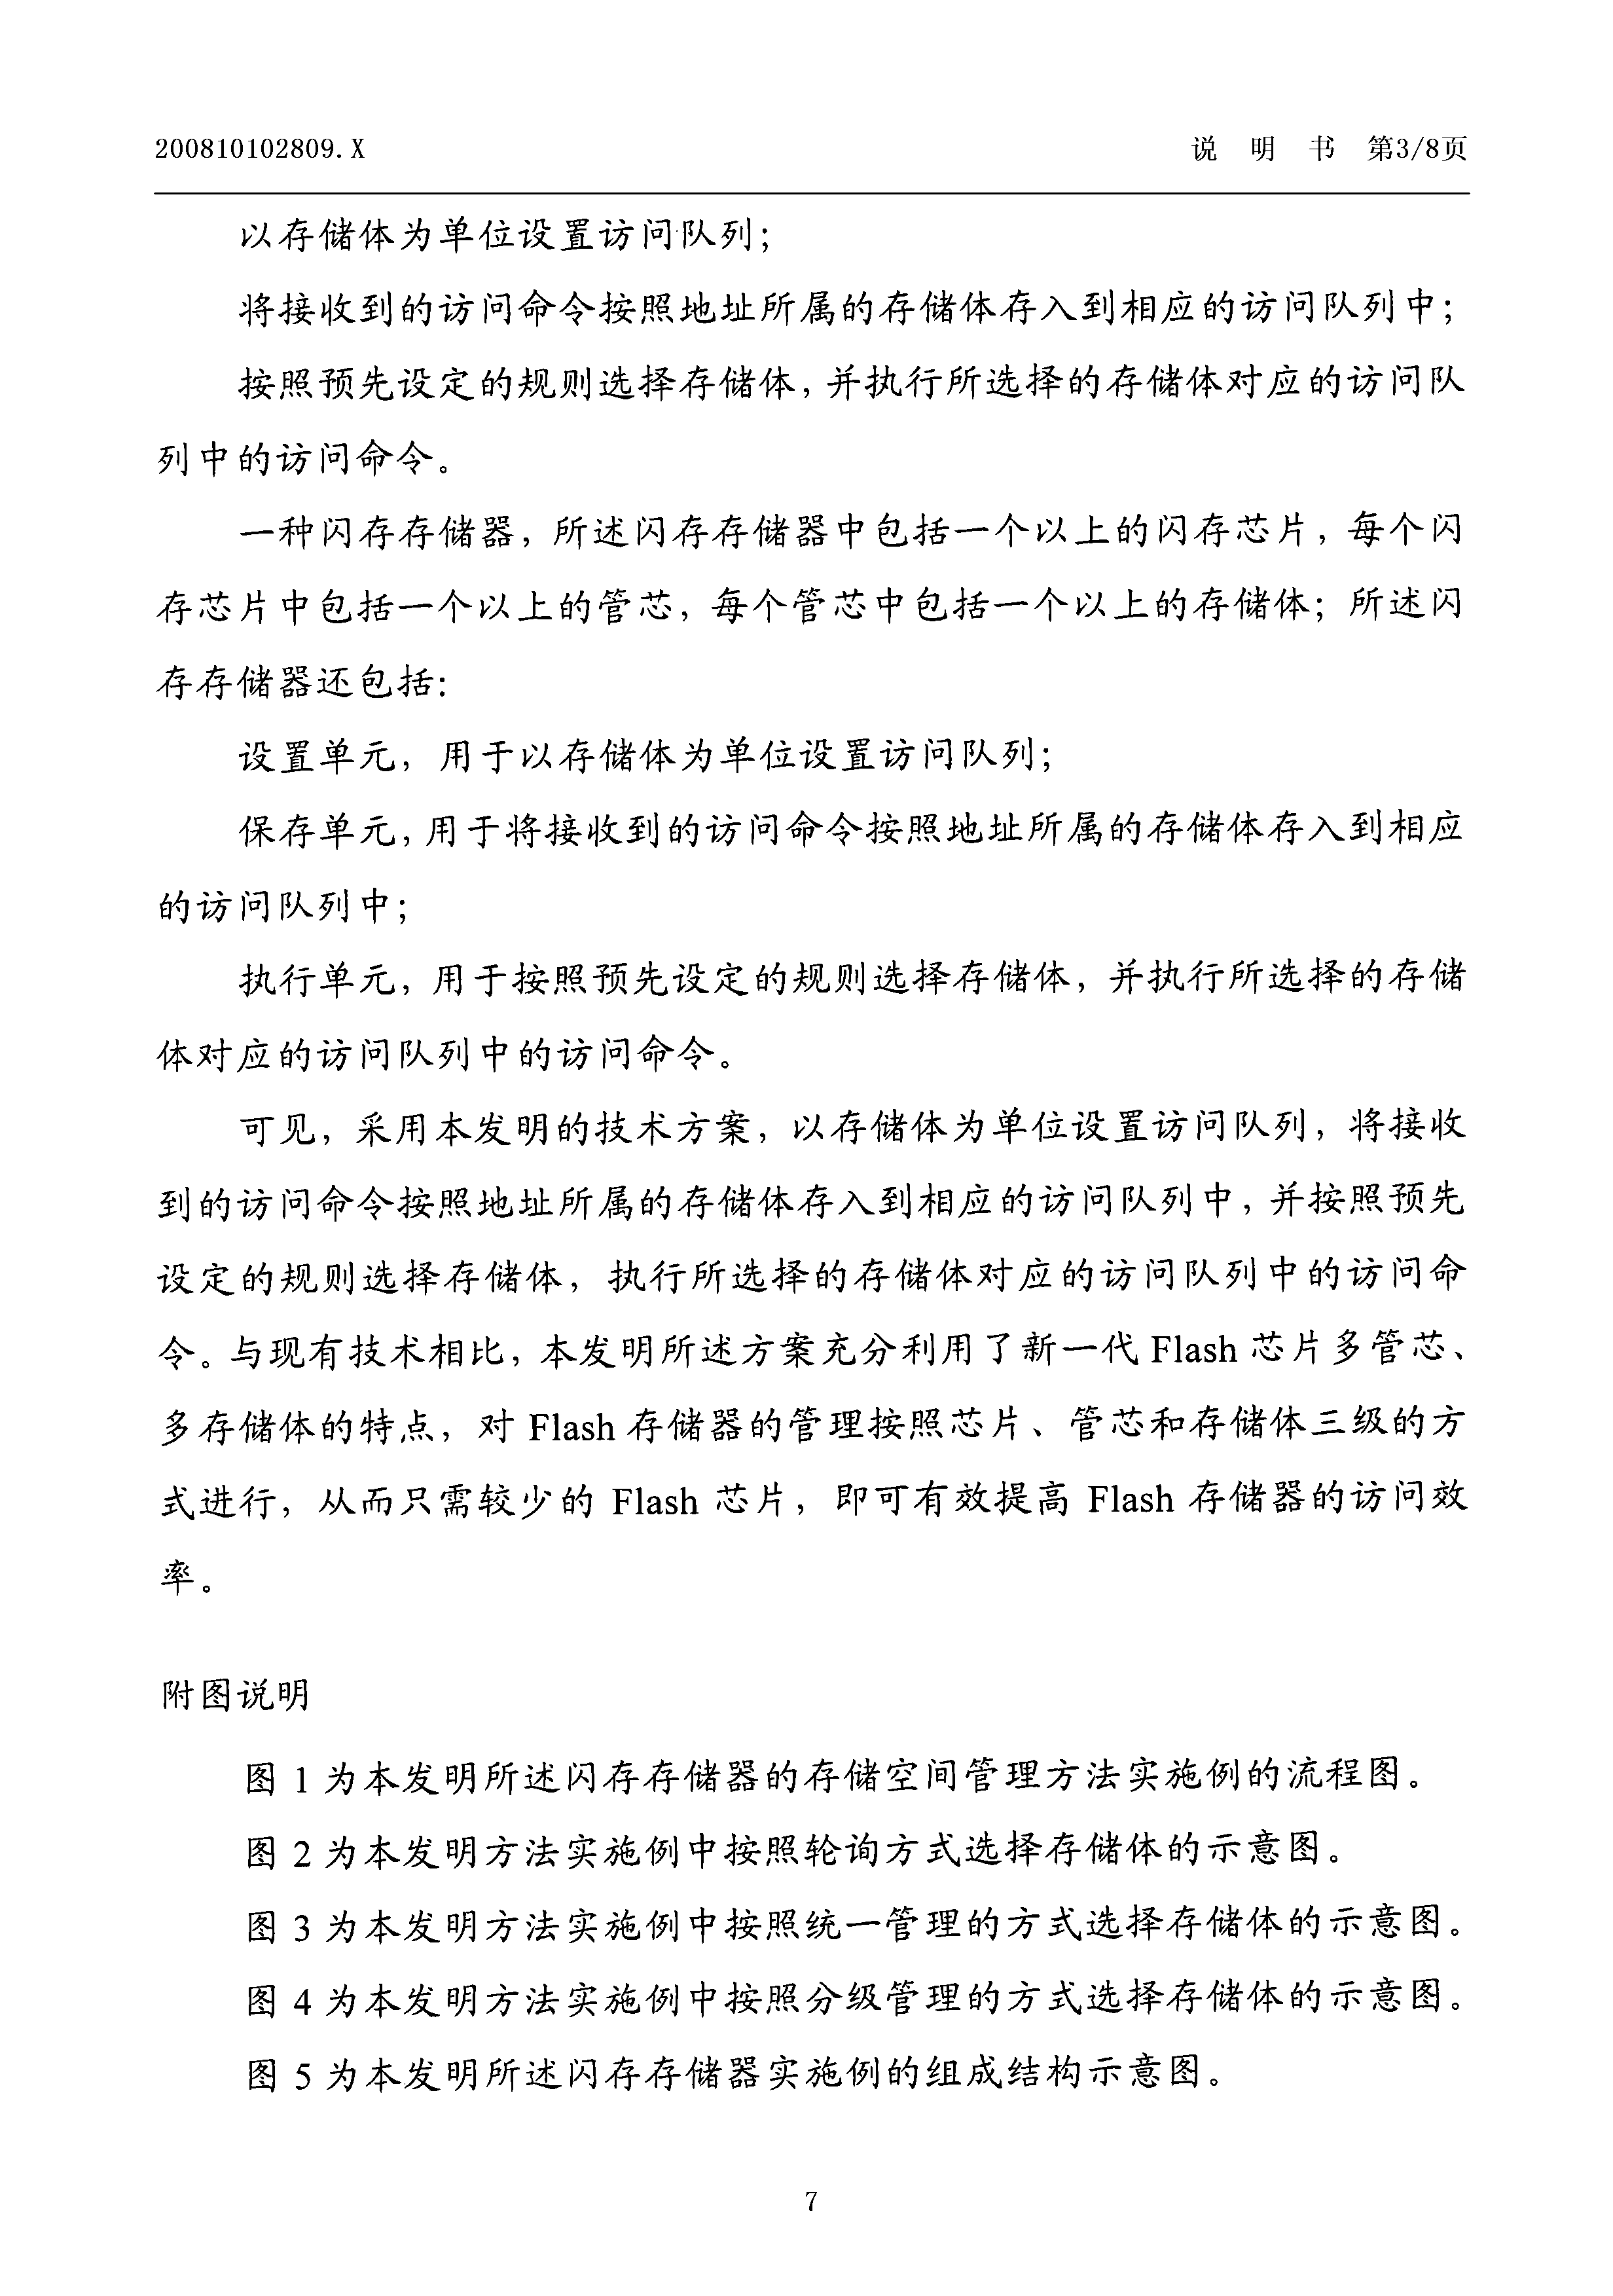 200810102809.X 说 明 书 第3/8页
以存储体为单位设置访问队列；
将接收到的访问命令按照地址所属的存储体存入到相应的访问队列中；
按照预先设定的规则选择存储体，并执行所选择的存储体对应的访问队
列中的访问命令。
一种闪存存储器，所述闪存存储器中包括一个以上的闪存芯片，每个闪
存芯片中包括一个以上的管芯，每个管芯中包括一个以上的存储体；所述闪
存存储器还包括：
设置单元，用于以存储体为单位设置访问队列；
保存单元，用于将接收到的访问命令按照地址所属的存储体存入到相应
的访问队列中；
执行单元，用于按照预先设定的规则选择存储体，并执行所选择的存储
体对应的访问队列中的访问命令。
可见，采用本发明的技术方案，以存储体为单位设置访问队列，将接收
到的访问命令按照地址所属的存储体存入到相应的访问队列中，并按照预先
设定的规则选择存储体，执行所选择的存储体对应的访问队列中的访问命
令。与现有技术相比，本发明所述方案充分利用了新一代 Flash 芯片多管芯、
多存储体的特点，对 Flash 存储器的管理按照芯片、管芯和存储体三级的方
式进行，从而只需较少的 Flash 芯片，即可有效提高 Flash 存储器的访问效
率。
附图说明
图 1 为本发明所述闪存存储器的存储空间管理方法实施例的流程图。
图 2 为本发明方法实施例中按照轮询方式选择存储体的示意图。
图 3 为本发明方法实施例中按照统一管理的方式选择存储体的示意图。
图 4 为本发明方法实施例中按照分级管理的方式选择存储体的示意图。
图 5 为本发明所述闪存存储器实施例的组成结构示意图。
7